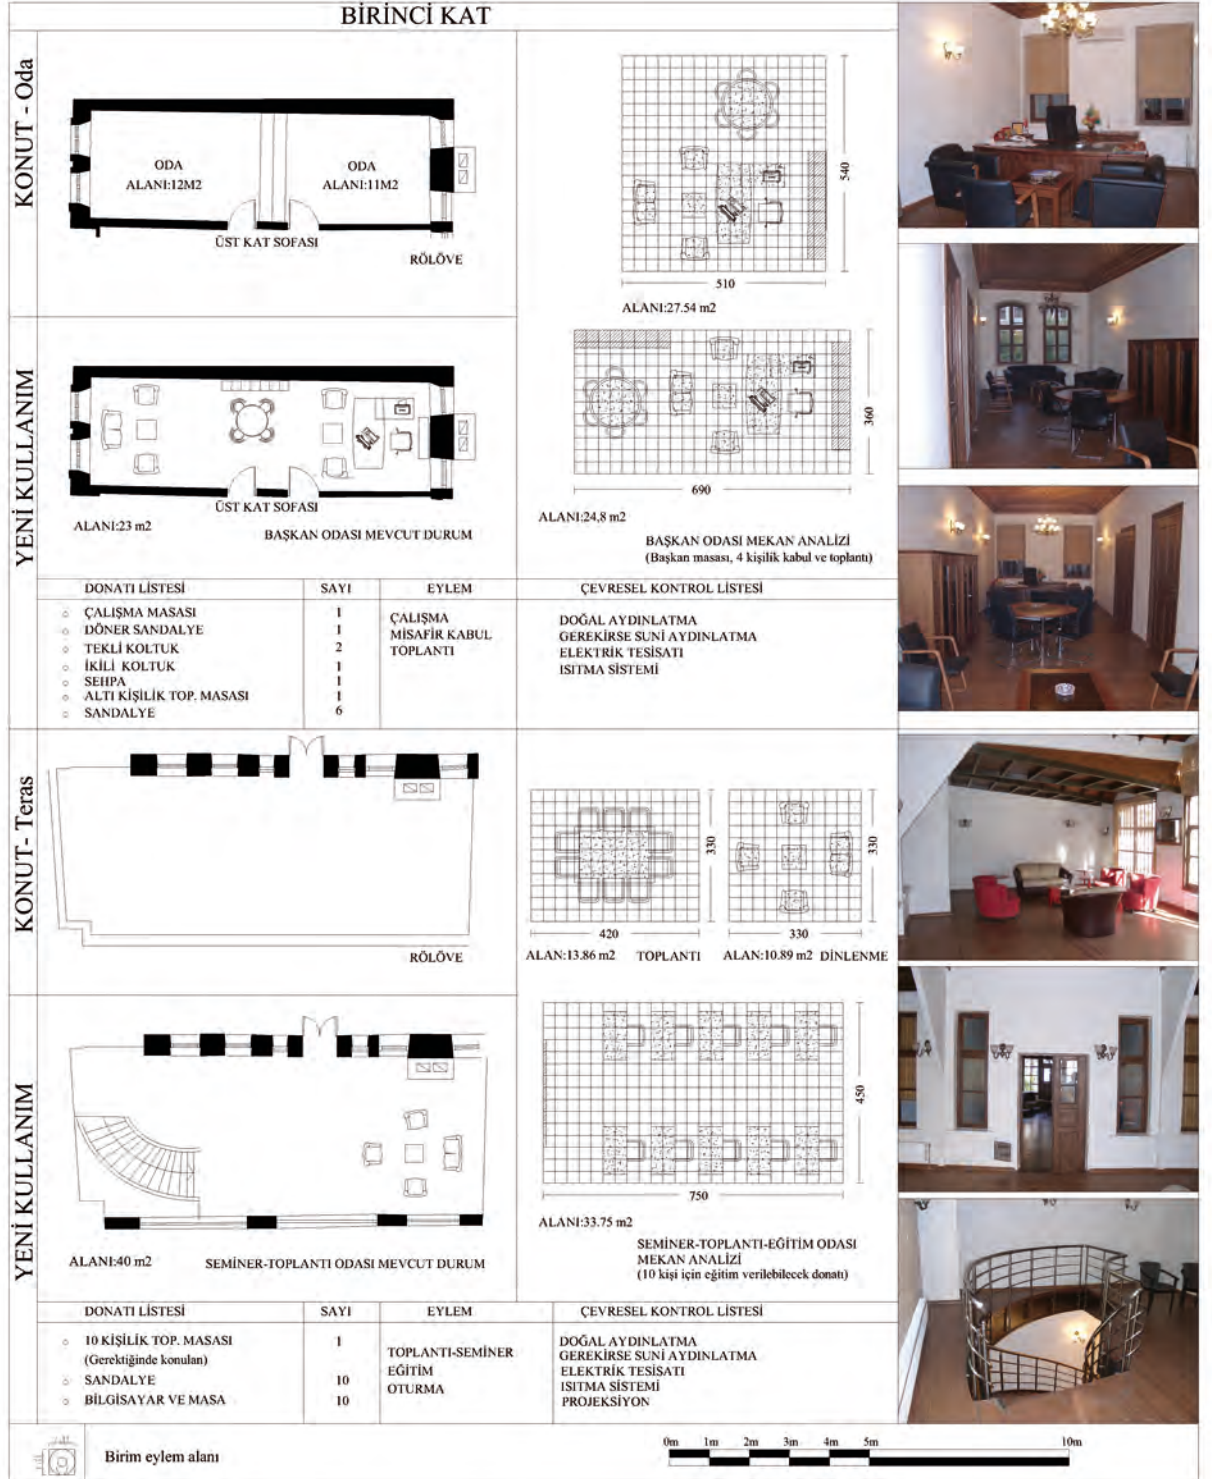 BİRİNCİ KAT
KONUT - Oda
ODA
ALANI:12M2
ODA
ALANI:11M2
ÜST KAT SOFASI
RÖLÖVE
540
510
ALANI:27.54 m2
YENİ KULLANIM
ÜST KAT SOFASI
ALANI:23 m2
BAŞKAN ODASI MEVCUT DURUM
360
690
ALANI:24,8 m2
BAŞKAN ODASI MEKAN ANALİZİ
(Başkan masası, 4 kişilik kabul ve toplantı)
DONATI LİSTESİ SAYI EYLEM ÇEVRESEL KONTROL LİSTESİ
ÇALIŞMA MASASI 1
DÖNER SANDALYE 1
TEKLİ KOLTUK 2
İKİLİ KOLTUK 1
SEHPA 1
ALTI KİŞİLİK TOP. MASASI 1
SANDALYE 6
ÇALIŞMA
MİSAFİR KABUL
TOPLANTI
DOĞAL AYDINLATMA
GEREKİRSE SUNİ AYDINLATMA
ELEKTRİK TESİSATI
ISITMA SİSTEMİ
KONUT- Teras
RÖLÖVE
330
420
ALAN:13.86 m2 TOPLANTI
330
330
ALAN:10.89 m2 DİNLENME
YENİ KULLANIM
ALANI:40 m2
SEMİNER-TOPLANTI ODASI MEVCUT DURUM
450
750
ALANI:33.75 m2
SEMİNER-TOPLANTI-EĞİTİM ODASI
MEKAN ANALİZİ
(10 kişi için eğitim verilebilecek donatı)
DONATI LİSTESİ SAYI EYLEM ÇEVRESEL KONTROL LİSTESİ
10 KİŞİLİK TOP. MASASI 1
(Gerektiğinde konulan)
SANDALYE 10
BİLGİSAYAR VE MASA 10
TOPLANTI-SEMİNER
EĞİTİM
OTURMA
DOĞAL AYDINLATMA
GEREKİRSE SUNİ AYDINLATMA
ELEKTRİK TESİSATI
ISITMA SİSTEMİ
PROJEKSİYON
Birim eylem alanı
0m 1m 2m 3m 4m 5m 10m